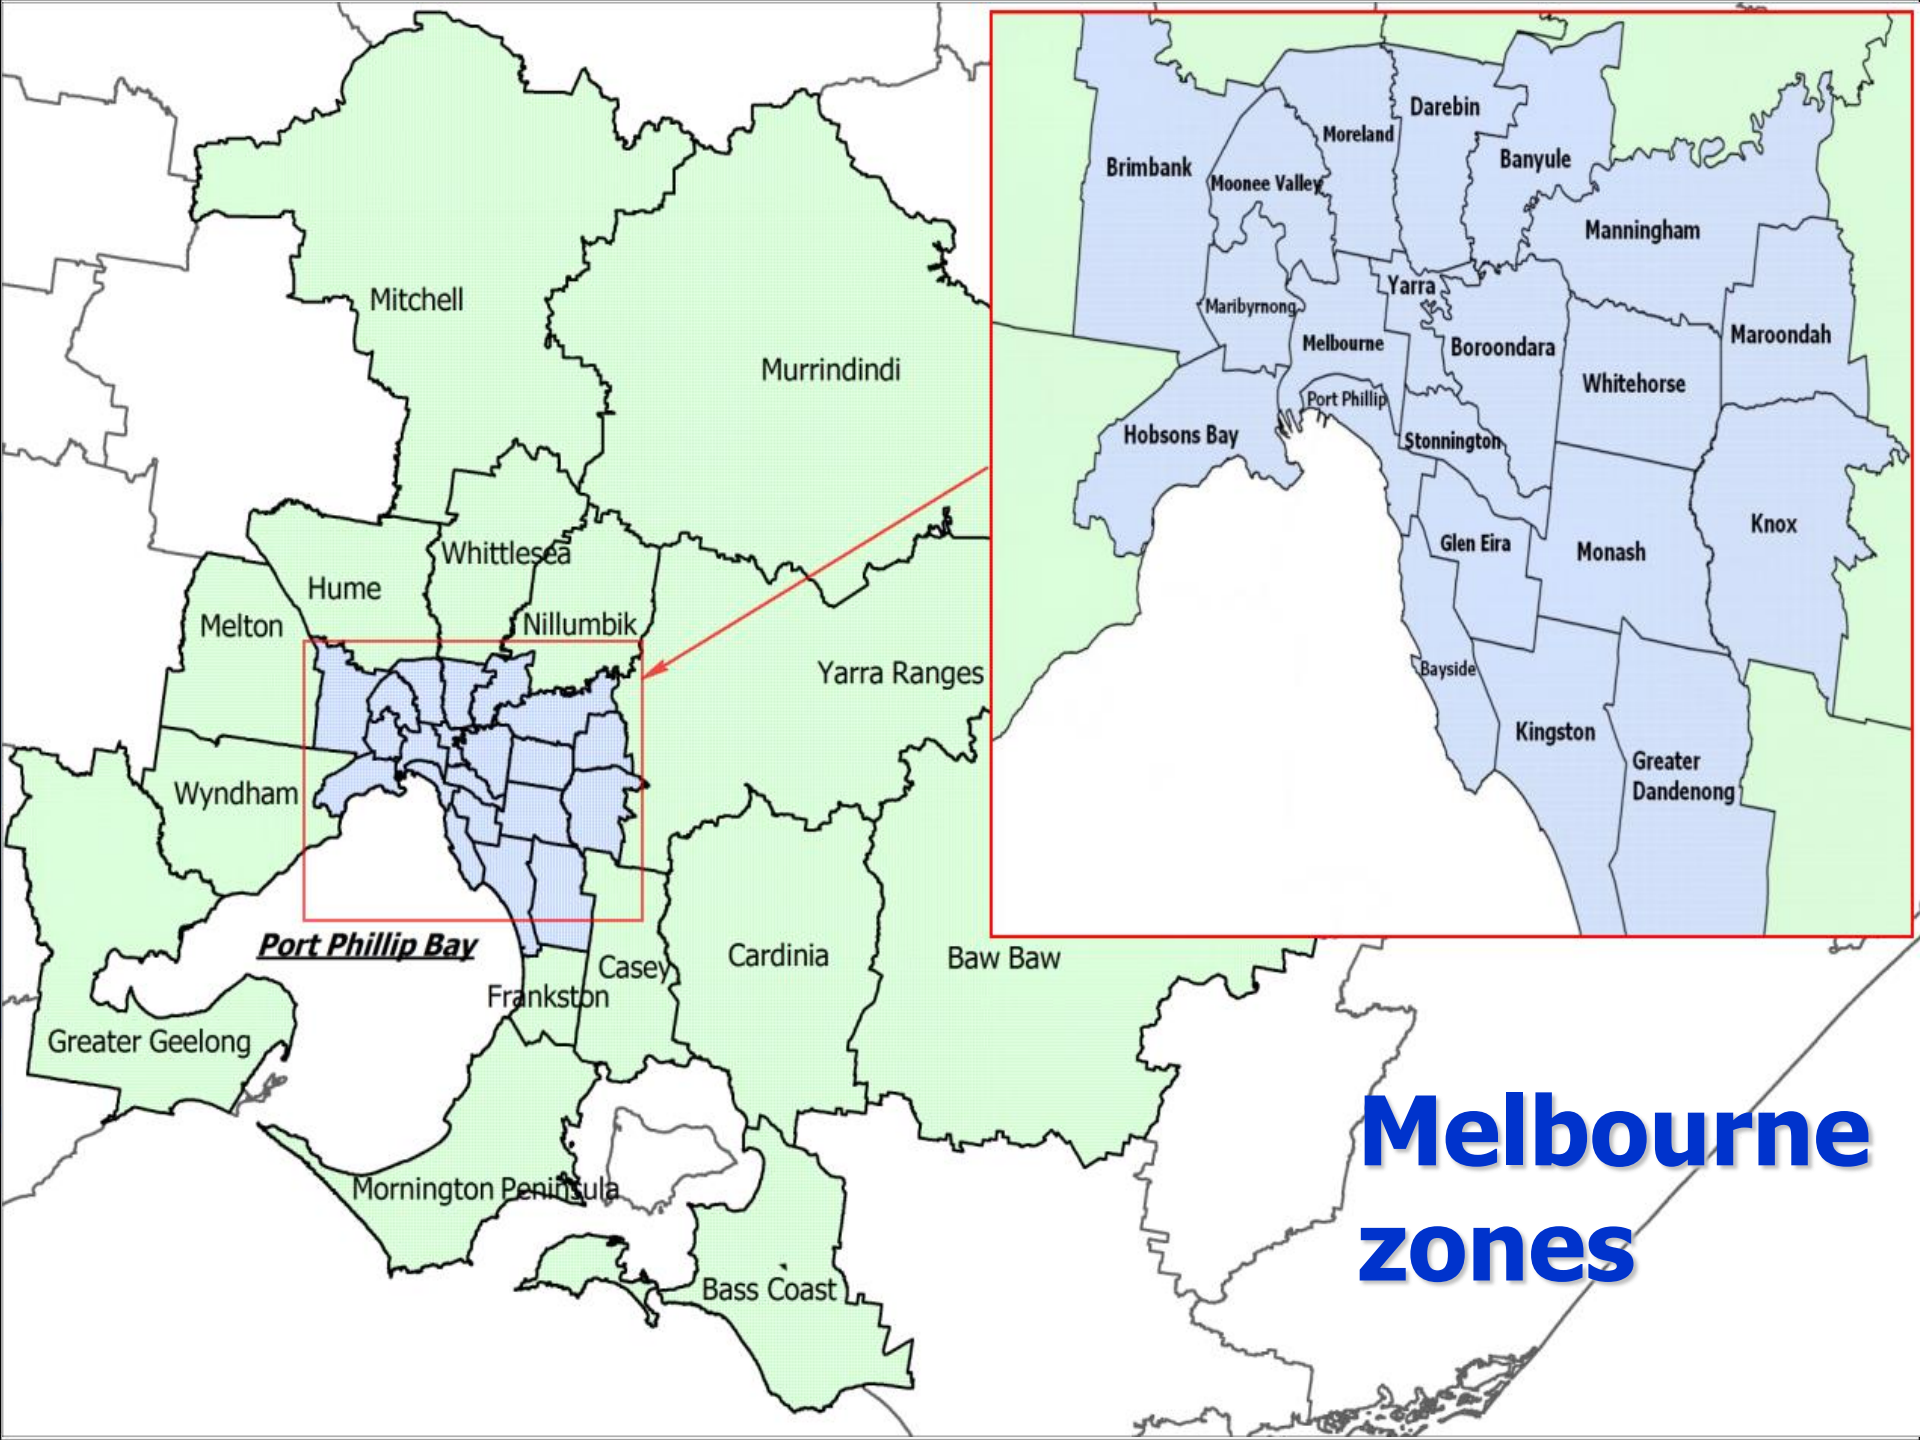 Mitchell
Murrindindi
Whittlesea
Hume
Nillumbik
Melton
Yarra Ranges
Wyndham
Port Phillip Bay
Casey
Cardinia
Baw Baw
Frankston
Greater Geelong
Mornington Peninsula
Bass Coast
Darebin
Moreland
Banyule
Brimbank
Moonee Valley
Manningham
Yarra
Maribyrnong
Maroondah
Melbourne
Boroondara
Whitehorse
Port Phillip
Hobsons Bay
Stonnington
Knox
Glen Eira
Monash
Bayside
Kingston
Greater
Dandenong
Melbourne
zones